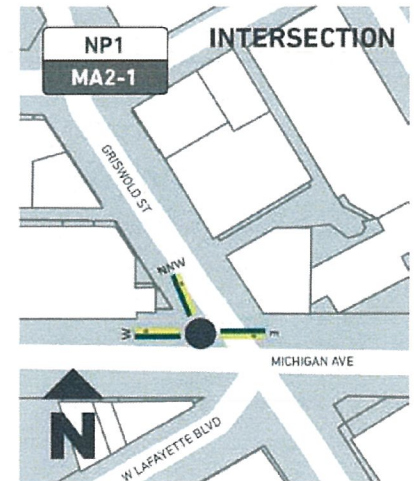 NP1
MA2-1
INTERSECTION
GRISWOLD ST
NNW
W
E
MICHIGAN AVE
N
W LAFAYETTE BLVD